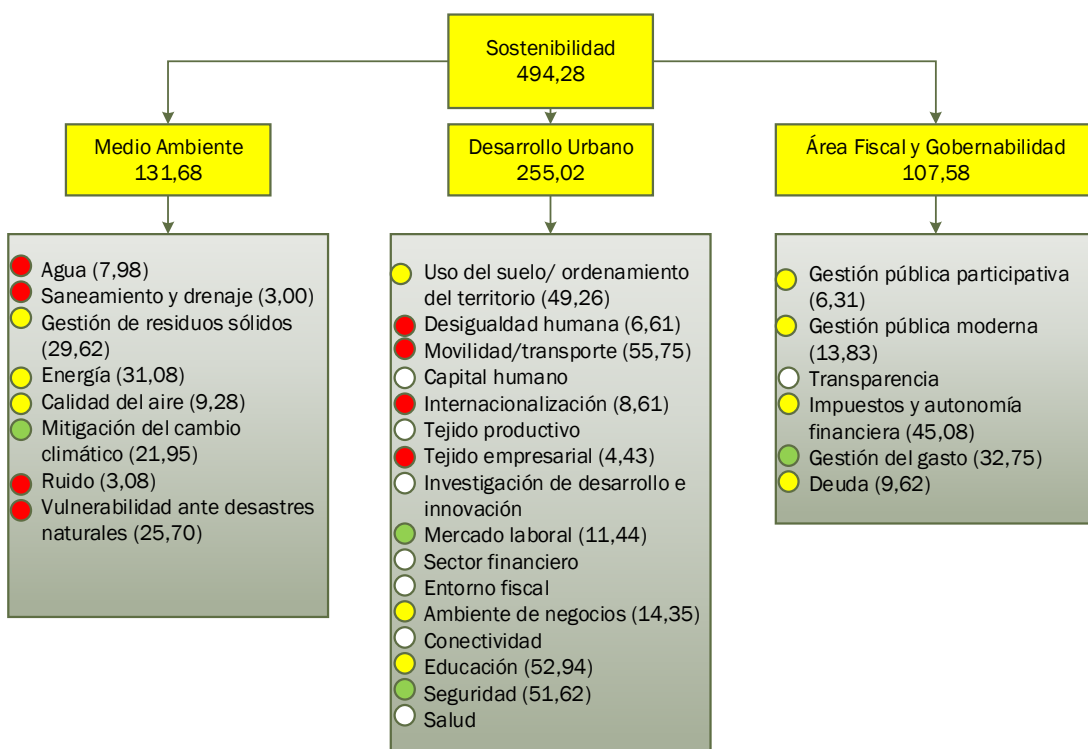 Sostenibilidad
494,28
Medio Ambiente
131,68
Desarrollo Urbano
255,02
Área Fiscal y Gobernabilidad
107,58
Agua (7,98)
Saneamiento y drenaje (3,00)
Gestión de residuos sólidos
(29,62)
Energía (31,08)
Calidad del aire (9,28)
Mitigación del cambio
climático (21,95)
Ruido (3,08)
Vulnerabilidad ante desastres
naturales (25,70)
Uso del suelo/ ordenamiento
del territorio (49,26)
Desigualdad humana (6,61)
Movilidad/transporte (55,75)
Capital humano
Internacionalización (8,61)
Tejido productivo
Tejido empresarial (4,43)
Investigación de desarrollo e
innovación
Mercado laboral (11,44)
Sector financiero
Entorno fiscal
Ambiente de negocios (14,35)
Conectividad
Educación (52,94)
Seguridad (51,62)
Salud
Gestión pública participativa
(6,31)
Gestión pública moderna
(13,83)
Transparencia
Impuestos y autonomía
financiera (45,08)
Gestión del gasto (32,75)
Deuda (9,62)